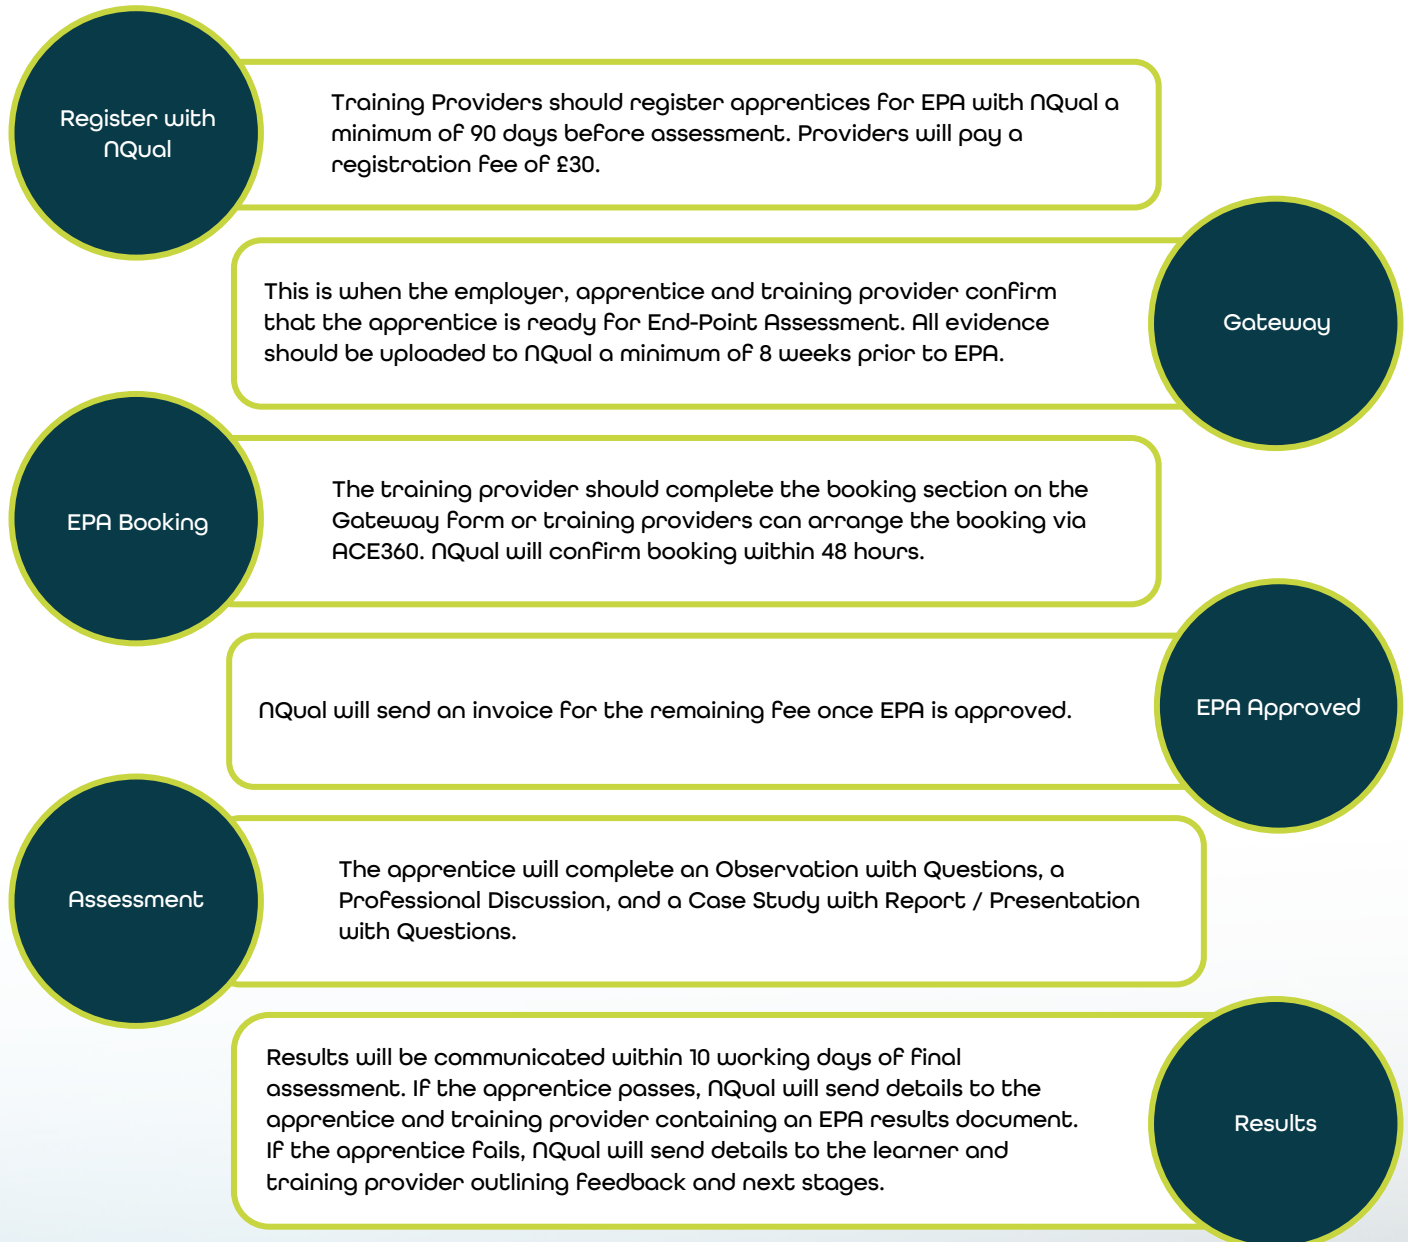 Register with
NQual
Training Providers should register apprentices for EPA with NQual a
minimum of 90 days before assessment. Providers will pay a
registration fee of £30.
This is when the employer, apprentice and training provider confirm
that the apprentice is ready for End-Point Assessment. All evidence
should be uploaded to NQual a minimum of 8 weeks prior to EPA.
Gateway
EPA Booking
The training provider should complete the booking section on the
Gateway form or training providers can arrange the booking via
ACE360. NQual will confirm booking within 48 hours.
NQual will send an invoice for the remaining fee once EPA is approved.
EPA Approved
Assessment
The apprentice will complete an Observation with Questions, a
Professional Discussion, and a Case Study with Report / Presentation
with Questions.
Results will be communicated within 10 working days of final
assessment. If the apprentice passes, NQual will send details to the
apprentice and training provider containing an EPA results document.
If the apprentice fails, NQual will send details to the learner and
training provider outlining feedback and next stages.
Results